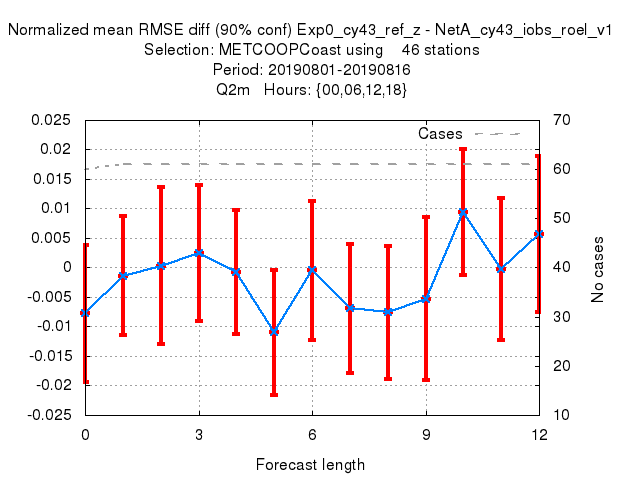 Normalized mean RMSE diff (90% conf) Exp0_cy43_ref_z - NetA_cy43_iobs_roel_v1
Selection: METCOOPCoast using 46 stations
Period: 20190801-20190816
Q2m Hours: {00,06,12,18}
Cases
0.025
0.02
0.015
0.01
0.005
0
-0.005
-0.01
-0.015
-0.02
-0.025
70
60
50
40
30
20
10
No cases
0 3 6 9 12
Forecast length